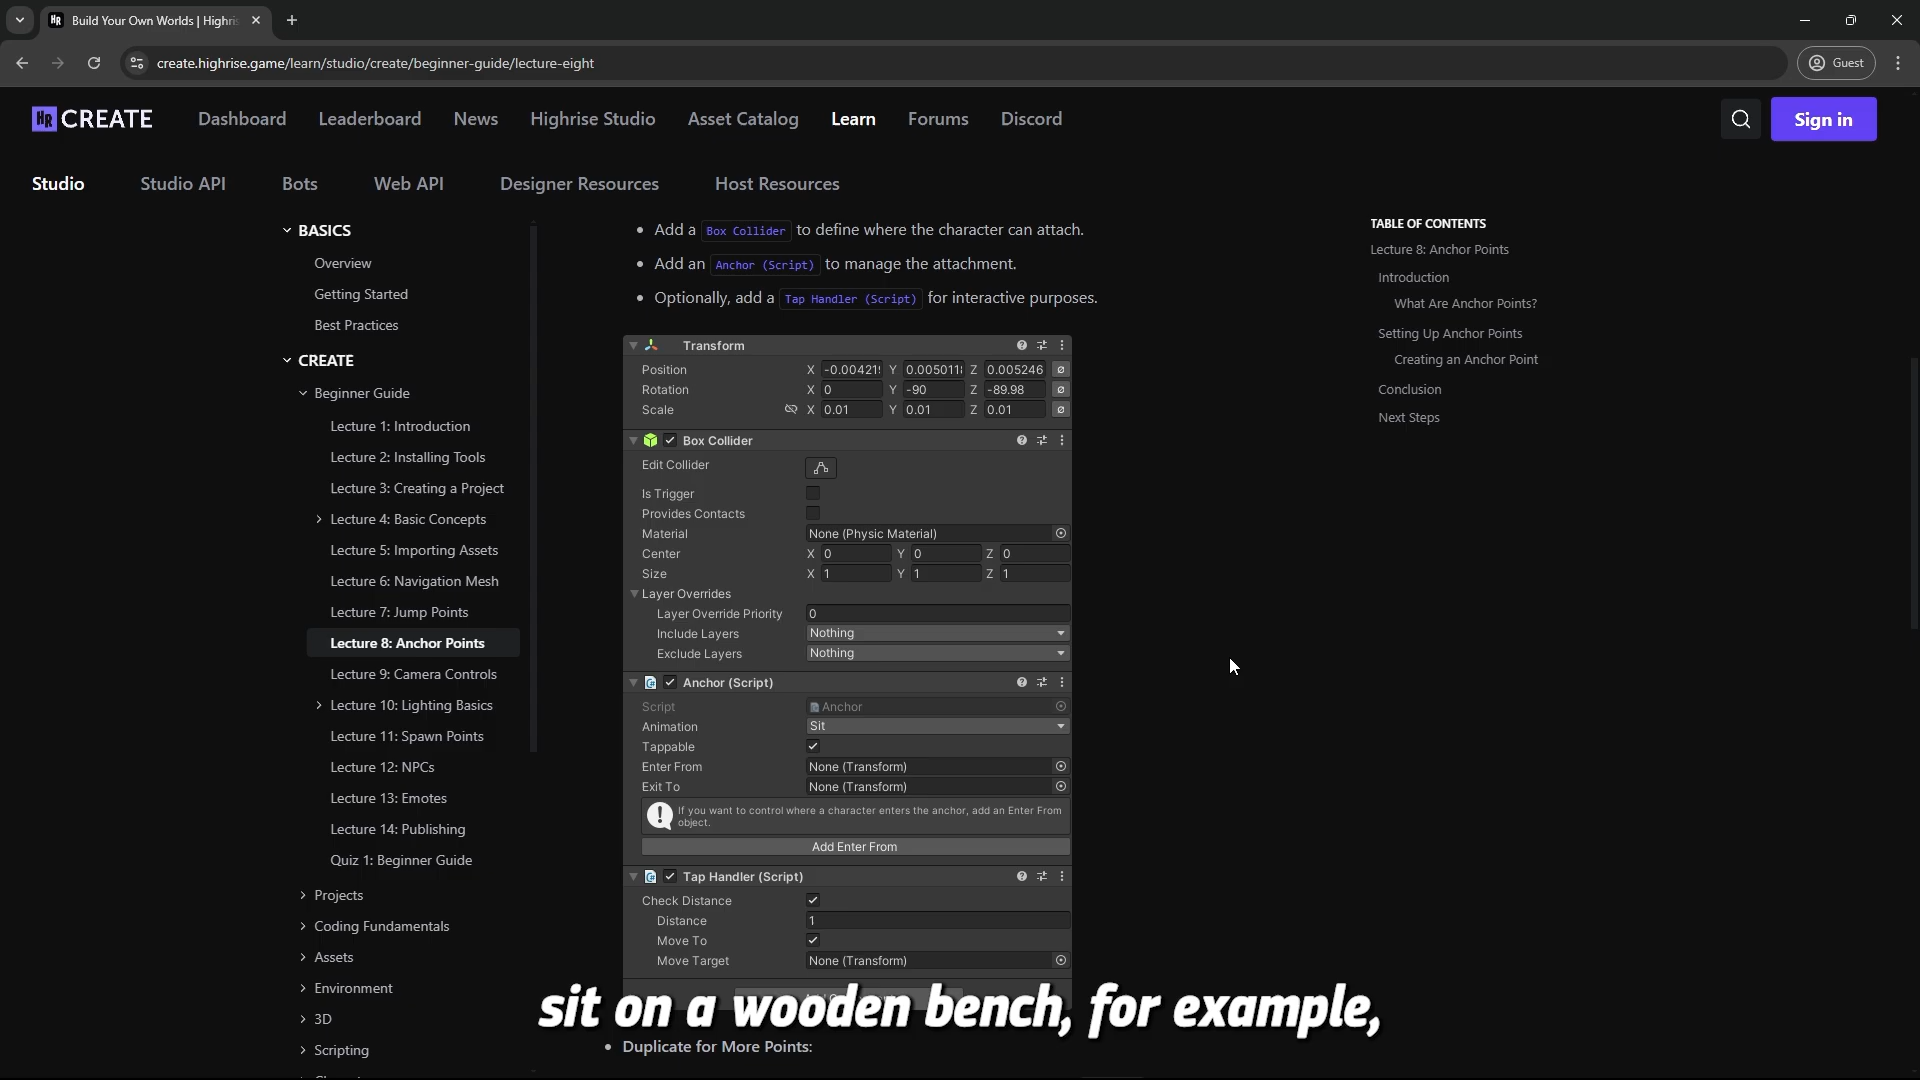 Build Your Own Worlds | Highris
create.highrise.game/learn/studio/create/beginner-guide/lecture-eight
Guest
HR CREATE
Dashboard
Leaderboard
News
Highrise Studio
Asset Catalog
Learn
Forums
Discord
Sign in
Studio
Studio API
Bots
Web API
Designer Resources
Host Resources
BASICS
Overview
Getting Started
Best Practices
CREATE
Beginner Guide
Lecture 1: Introduction
Lecture 2: Installing Tools
Lecture 3: Creating a Project
Lecture 4: Basic Concepts
Lecture 5: Importing Assets
Lecture 6: Navigation Mesh
Lecture 7: Jump Points
Lecture 8: Anchor Points
Lecture 9: Camera Controls
Lecture 10: Lighting Basics
Lecture 11: Spawn Points
Lecture 12: NPCs
Lecture 13: Emotes
Lecture 14: Publishing
Quiz 1: Beginner Guide
Projects
Coding Fundamentals
Assets
Environment
3D
Scripting
Add a Box Collider to define where the character can attach.
Add an Anchor (Script) to manage the attachment.
Optionally, add a Tap Handler (Script) for interactive purposes.
Transform
Position X -0.00421 Y 0.00501 Z 0.005246
Rotation X 0 Y -90 Z -89.98
Scale X 0.01 Y 0.01 Z 0.01
Box Collider
Edit Collider
Is Trigger
Provides Contacts
Material None (Physic Material)
Center X 0 Y 0 Z 0
Size X 1 Y 1 Z 1
Layer Overrides
Layer Override Priority 0
Include Layers Nothing
Exclude Layers Nothing
Anchor (Script)
Script Anchor
Animation Sit
Tappable
Enter From None (Transform)
Exit To None (Transform)
If you want to control where a character enters the anchor, add an Enter From
object.
Add Enter From
Tap Handler (Script)
Check Distance
Distance 1
Move To
Move Target None (Transform)
sit on a wooden bench, for example,
Duplicate for More Points:
TABLE OF CONTENTS
Lecture 8: Anchor Points
Introduction
What Are Anchor Points?
Setting Up Anchor Points
Creating an Anchor Point
Conclusion
Next Steps